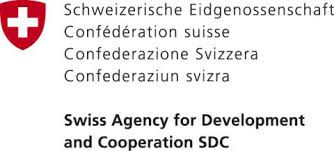 Schweizerische Eidgenossenschaft
Confédération suisse
Confederazione Svizzera
Confederaziun svizra
Swiss Agency for Development
and Cooperation SDC